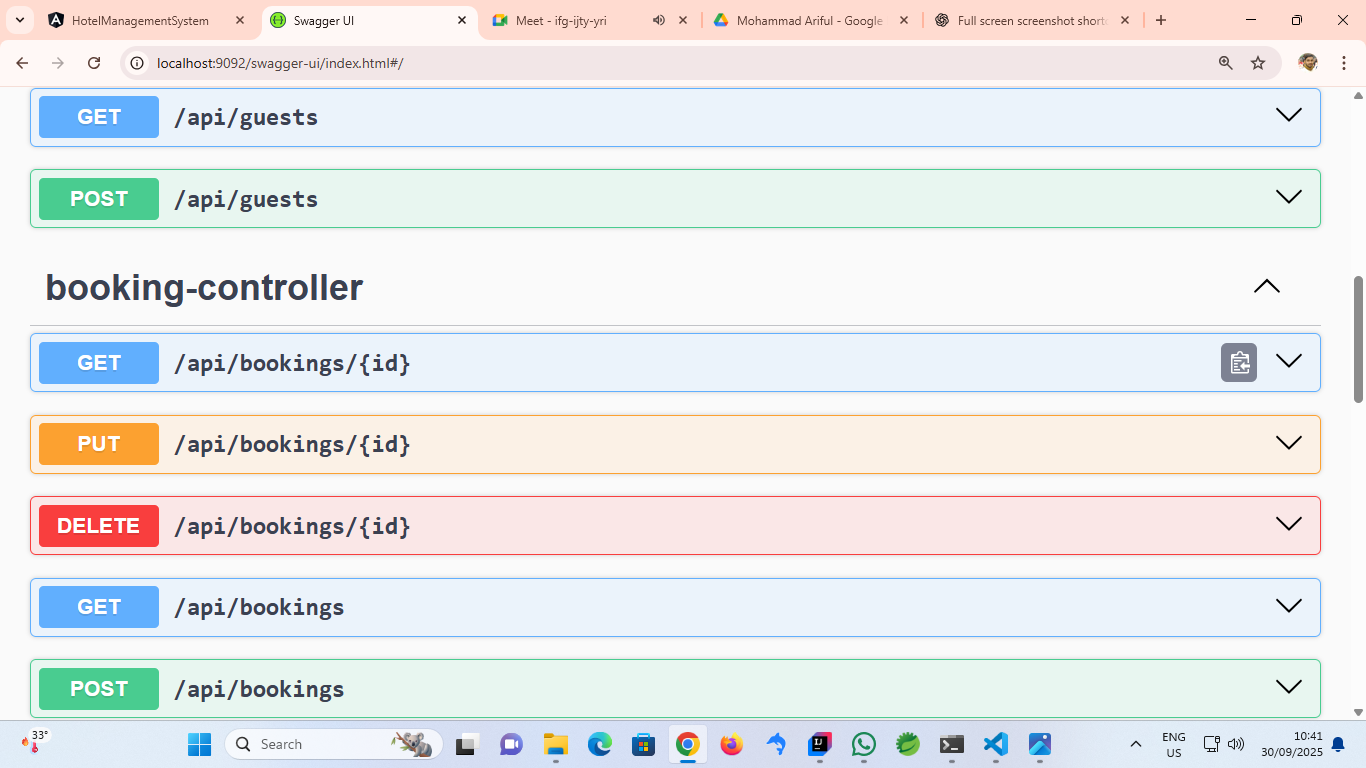 HotelManagementSystem
Swagger UI
Meet - ifg-ijty-yri
Mohammad Ariful - Google
Full screen screenshot short
localhost:9092/swagger-ui/index.html#/
GET /api/guests
POST /api/guests
booking-controller
GET /api/bookings/{id}
PUT /api/bookings/{id}
DELETE /api/bookings/{id}
GET /api/bookings
POST /api/bookings
33°
Search
ENG
US
10:41
30/09/2025